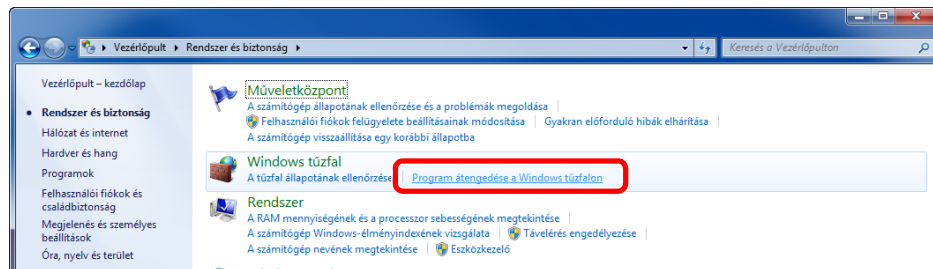 Vezérlőpult ▸ Rendszer és biztonság ▸
Keresés a Vezérlőpulton
Vezérlőpult – kezdőlap
Rendszer és biztonság
Hálózat és internet
Hardver és hang
Programok
Felhasználói fiókok és
családbiztonság
Megjelenés és személyes
beállítások
Óra, nyelv és terület
Műveletközpont
A számítógép állapotának ellenőrzése és a problémák megoldása
Felhasználói fiókok felügyelete beállításainak módosítása
Gyakran előforduló hibák elhárítása
A számítógép visszaállítása egy korábbi állapotba
Windows tűzfal
A tűzfal állapotának ellenőrzése
Program átengedése a Windows tűzfalon
Rendszer
A RAM mennyiségének és a processzor sebességének megtekintése
A számítógép Windows-élményindexének vizsgálata
Távelérés engedélyezése
A számítógép nevének megtekintése
Eszközkezelő